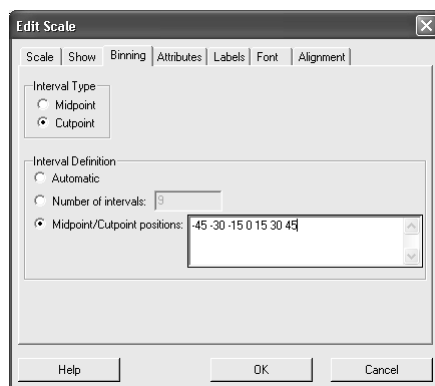 Edit Scale
Scale Show Binning Attributes Labels Font Alignment
Interval Type
Midpoint
Cutpoint
Interval Definition
Automatic
Number of intervals: 9
Midpoint/Cutpoint positions: -45 -30 -15 0 15 30 45
Help OK Cancel